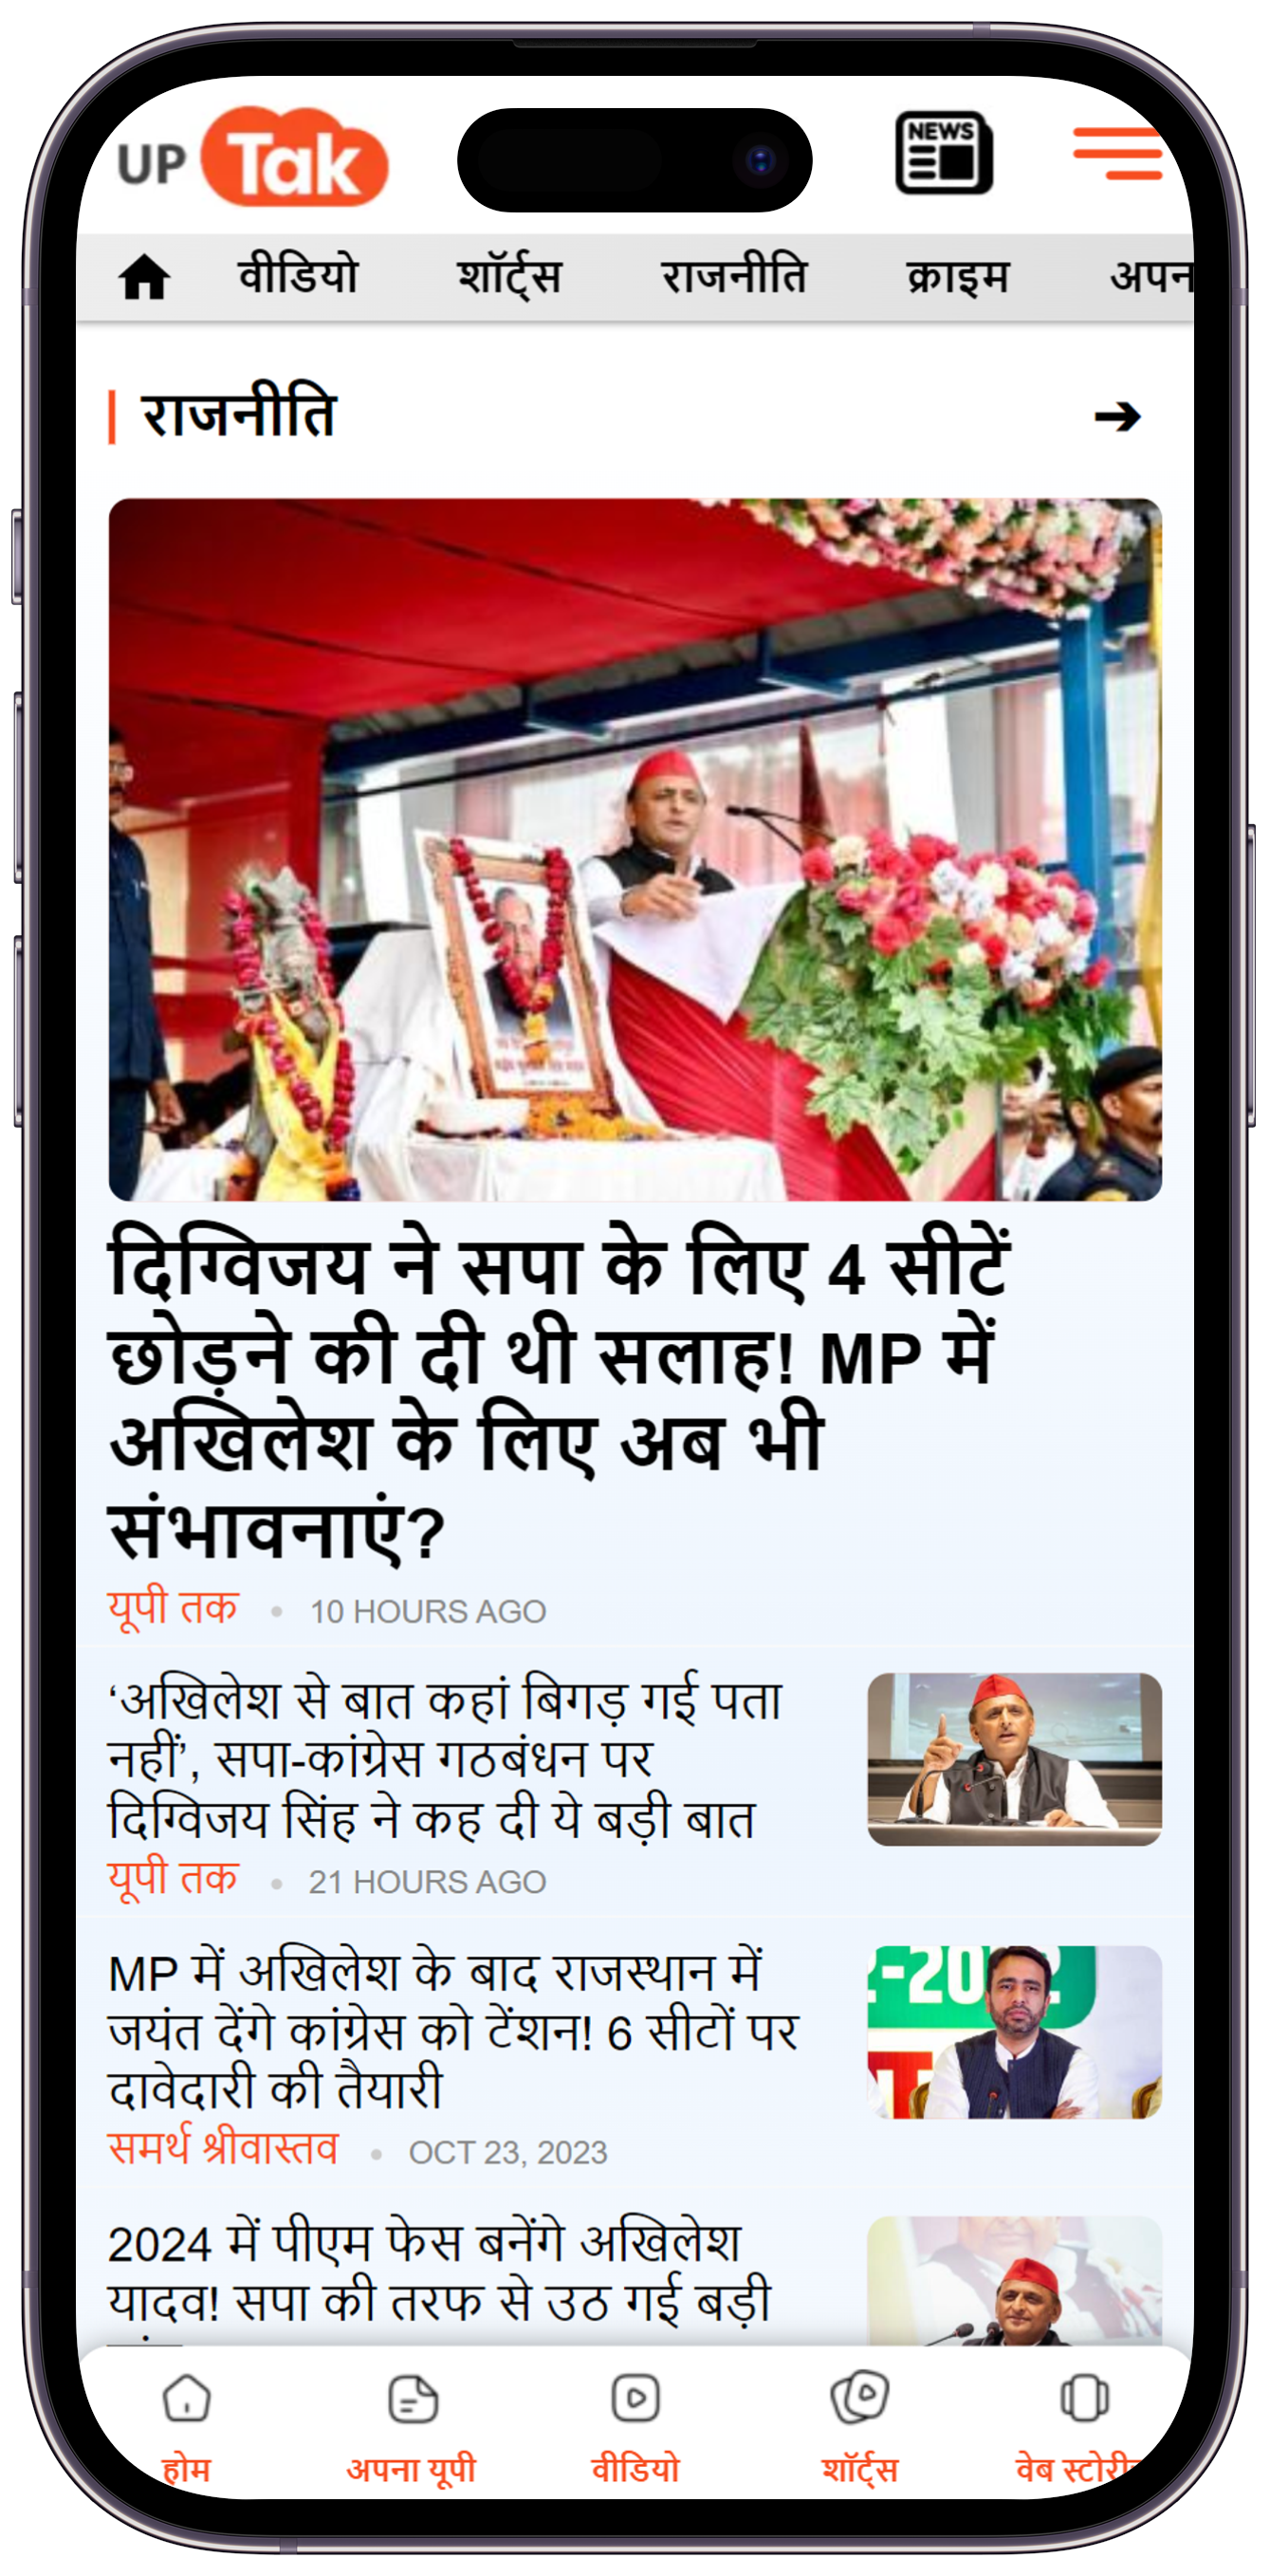 UP Tak
NEWS
वीडियो शॉर्ट्स राजनीति क्राइम अपन
राजनीति
दिग्विजय ने सपा के लिए 4 सीटें
छोड़ने की दी थी सलाह! MP में
अखिलेश के लिए अब भी
संभावनाएं?
यूपी तक • 10 HOURS AGO
‘अखिलेश से बात कहां बिगड़ गई पता
नहीं’, सपा-कांग्रेस गठबंधन पर
दिग्विजय सिंह ने कह दी ये बड़ी बात
यूपी तक • 21 HOURS AGO
MP में अखिलेश के बाद राजस्थान में
जयंत देंगे कांग्रेस को टेंशन! 6 सीटों पर
दावेदारी की तैयारी
समर्थ श्रीवास्तव • OCT 23, 2023
2024 में पीएम फेस बनेंगे अखिलेश
यादव! सपा की तरफ से उठ गई बड़ी
होम अपना यूपी वीडियो शॉर्ट्स वेब स्टोरी